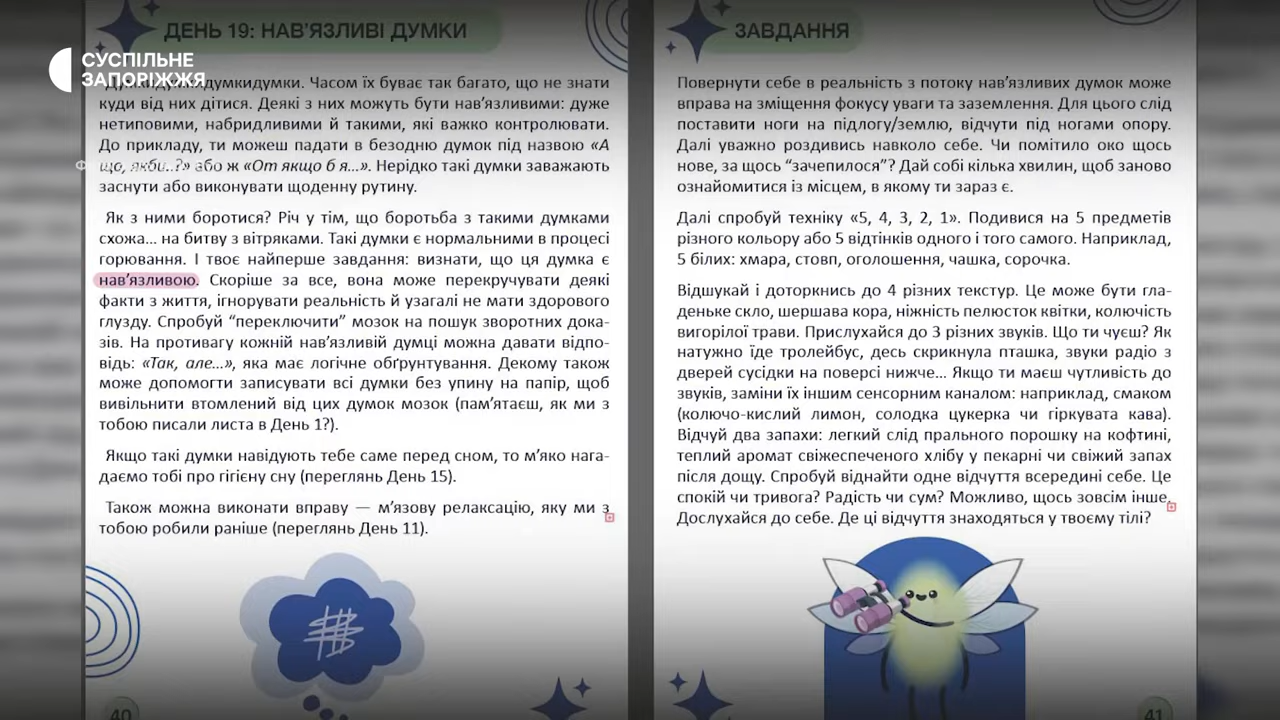 СУСПІЛЬНЕ
ЗАПОРІЖЖЯ
ДЕНЬ 19: НАВ’ЯЗЛИВІ ДУМКИ
Думкидумкидумкидумки. Часом їх буває так багато, що не знати
куди від них дітися. Деякі з них можуть бути нав’язливими: дуже
нетиповими, набридливими й такими, які важко контролювати.
До прикладу, ти можеш падати в безодню думок під назвою «А
що, якби..?» або ж «От якщо б я...». Нерідко такі думки заважають
заснути або виконувати щоденну рутину.
Як з ними боротися? Річ у тім, що боротьба з такими думками
схожа... на битву з вітряками. Такі думки є нормальними в процесі
горювання. І твоє найперше завдання: визнати, що ця думка є
нав’язливою. Скоріше за все, вона може перекручувати деякі
факти з життя, ігнорувати реальність й узагалі не мати здорового
глузду. Спробуй “переключити” мозок на пошук зворотних дока-
зів. На противагу кожній нав’язливій думці можна давати відпо-
відь: «Так, але...», яка має логічне обґрунтування. Декому також
може допомогти записувати всі думки без упину на папір, щоб
вивільнити втомлений від цих думок мозок (пам’ятаєш, як ми з
тобою писали листа в День 1?).
Якщо такі думки навідують тебе саме перед сном, то м’яко нага-
даємо тобі про гігієну сну (переглянь День 15).
Також можна виконати вправу — м’язову релаксацію, яку ми з
тобою робили раніше (переглянь День 11).
40
ЗАВДАННЯ
Повернути себе в реальність з потоку нав’язливих думок може
вправа на зміщення фокусу уваги та заземлення. Для цього слід
поставити ноги на підлогу/землю, відчути під ногами опору.
Далі уважно роздивись навколо себе. Чи помітило око щось
нове, за щось “зачепилося”? Дай собі кілька хвилин, щоб заново
ознайомитися із місцем, в якому ти зараз є.
Далі спробуй техніку «5, 4, 3, 2, 1». Подивися на 5 предметів
різного кольору або 5 відтінків одного і того самого. Наприклад,
5 білих: хмара, стовп, оголошення, чашка, сорочка.
Відшукай і доторкнись до 4 різних текстур. Це може бути гла-
деньке скло, шершава кора, ніжність пелюсток квітки, колючість
вигорілої трави. Прислухайся до 3 різних звуків. Що ти чуєш? Як
натужно їде тролейбус, десь скрикнула пташка, звуки радіо з
дверей сусідки на поверсі нижче... Якщо ти маєш чутливість до
звуків, заміни їх іншим сенсорним каналом: наприклад, смаком
(колючо-кислий лимон, солодка цукерка чи гіркувата кава).
Відчуй два запахи: легкий слід прального порошку на кофтині,
теплий аромат свіжеспеченого хлібу у пекарні чи свіжий запах
після дощу. Спробуй віднайти одне відчуття всередині себе. Це
спокій чи тривога? Радість чи сум? Можливо, щось зовсім інше.
Дослухайся до себе. Де ці відчуття знаходяться у твоєму тілі?
41